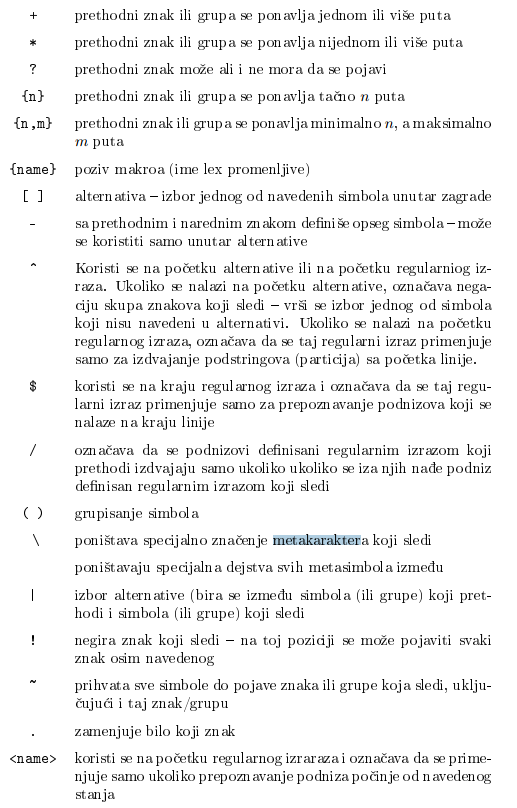 + prethodni znak ili grupa se ponavlja jednom ili više puta
* prethodni znak ili grupa se ponavlja nijednom ili više puta
? prethodni znak može ali i ne mora da se pojavi
{n} prethodni znak ili grupa se ponavlja tačno n puta
{n,m} prethodni znak ili grupa se ponavlja minimalno n, a maksimalno
m puta
{name} poziv makroa (ime lex promenljive)
[ ] alternativa – izbor jednog od navedenih simbola unutar zagrade
- sa prethodnim i narednim znakom definiše opseg simbola – može
se koristiti samo unutar alternative
^ Koristi se na početku alternative ili na početku regularniog iz-
raza. Ukoliko se nalazi na početku alternative, označava nega-
ciju skupa znakova koji sledi – vrši se izbor jednog od simbola
koji nisu navedeni u alternativi. Ukoliko se nalazi na početku
regularnog izraza, označava da se taj regularni izraz primenjuje
samo za izdvajanje podstringova (particija) sa početka linije.
$ koristi se na kraju regularnog izraza i označava da se taj regu-
larni izraz primenjuje samo za prepoznavanje podnizova koji se
nalaze na kraju linije
/ označava da se podnizovi definisani regularnim izrazom koji
prethodi izdvajaju samo ukoliko ukoliko se iza njih nađe podniz
definisan regularnim izrazom koji sledi
( ) grupisanje simbola
\ poništava specijalno značenje metakaraktera koji sledi
poništavaju specijalna dejstva svih metasimbola između
| izbor alternative (bira se između simbola (ili grupe) koji pret-
hodi i simbola (ili grupe) koji sledi
! negira znak koji sledi – na toj poziciji se može pojaviti svaki
znak osim navedenog
~ prihvata sve simbole do pojave znaka ili grupe koja sledi, uklju-
čujući i taj znak/grupu
. zamenjuje bilo koji znak
<name> koristi se na početku regularnog izraraza i označava da se prime-
njuje samo ukoliko prepoznavanje podniza počinje od navedenog
stanja